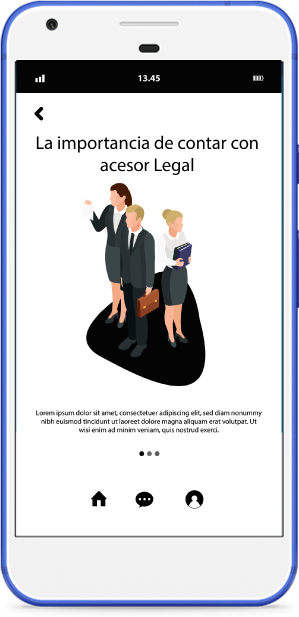 13.45
La importancia de contar con
acesor Legal
Lorem ipsum dolor sit amet, consectetuer adipiscing elit, sed diam nonummy
nibh euismod tincidunt ut laoreet dolore magna aliquam erat volutpat. Ut
wisi enim ad minim veniam, quis nostrud exerci.